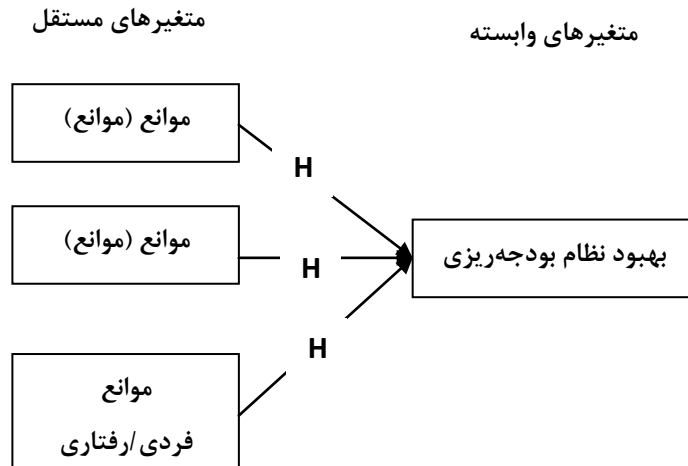 متغیرهای مستقل
متغیرهای وابسته
موانع (موانع)
H
موانع (موانع)
H
بهبود نظام بودجه‌ریزی
H
موانع
فردی/رفتاری